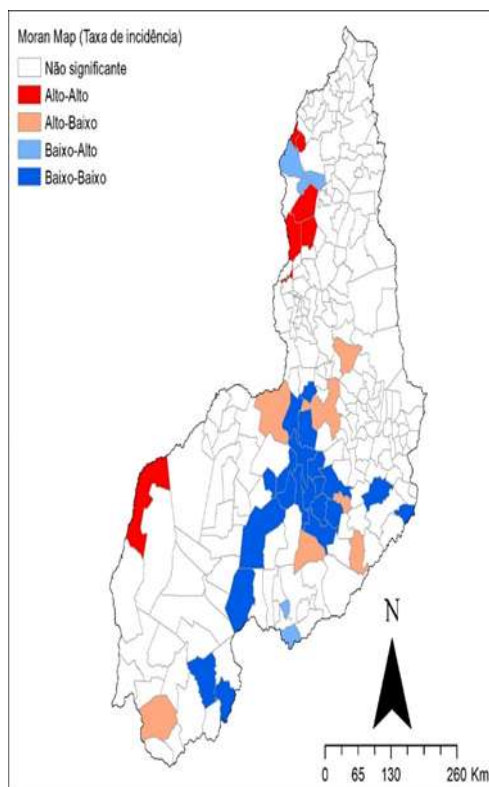 Moran Map (Taxa de incidência)
Não significante
Alto-Alto
Alto-Baixo
Baixo-Alto
Baixo-Baixo
N
0 65 130 260 Km